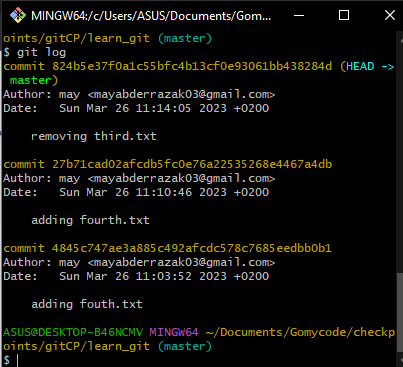 MINGW64:/c/Users/ASUS/Documents/Gomy...
oints/gitCP/learn_git (master)
$ git log
commit 824b5e37f0a1c55bfc4b13cf0e93061bb438284d (HEAD ->
master)
Author: may <mayabderrazak03@gmail.com>
Date:   Sun Mar 26 11:14:05 2023 +0200
removing third.txt
commit 27b71cad02afcdb5fc0e76a22535268e4467a4db
Author: may <mayabderrazak03@gmail.com>
Date:   Sun Mar 26 11:10:46 2023 +0200
adding fourth.txt
commit 4845c747ae3a885c492afcdc578c7685eedbb0b1
Author: may <mayabderrazak03@gmail.com>
Date:   Sun Mar 26 11:03:52 2023 +0200
adding fouth.txt
ASUS@DESKTOP-B46NCMV MINGW64 ~/Documents/Gomycode/checkp
oints/gitCP/learn_git (master)
$